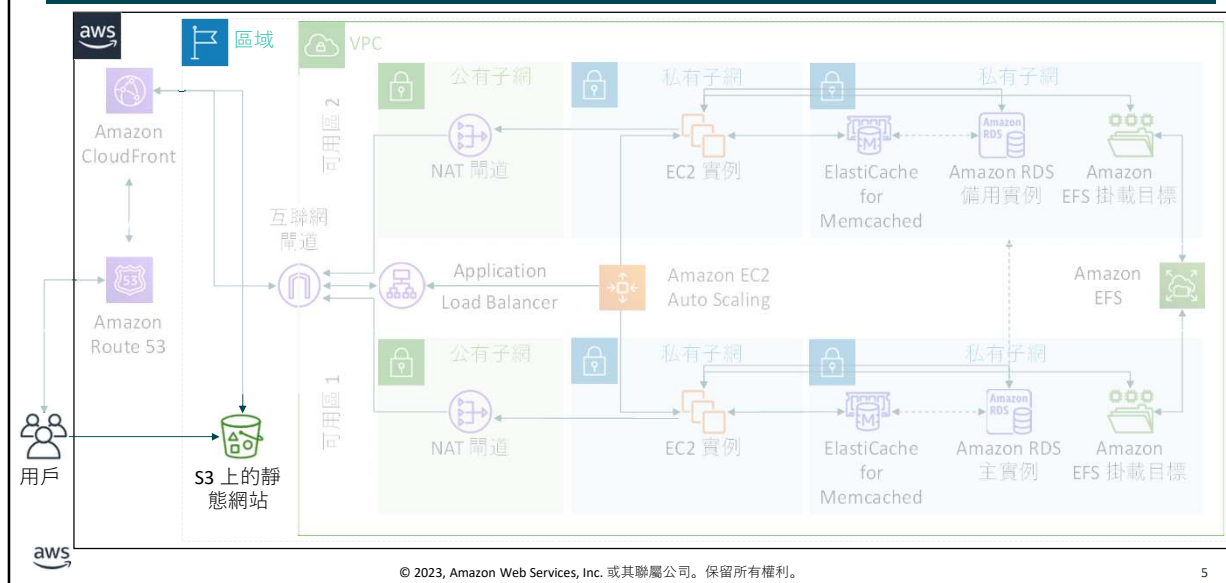 aws
區域
VPC
公有子網
私有子網
私有子網
可用區 2
Amazon
CloudFront
NAT 閘道
EC2 實例
M
ElastiCache
for
Memcached
Amazon
RDS
Amazon RDS
備用實例
Amazon
EFS 掛載目標
互聯網
閘道
Application
Load Balancer
Amazon EC2
Auto Scaling
Amazon
EFS
53
Amazon
Route 53
公有子網
私有子網
私有子網
可用區 1
NAT 閘道
EC2 實例
M
ElastiCache
for
Memcached
Amazon
RDS
Amazon RDS
主實例
Amazon
EFS 掛載目標
用戶
S3 上的靜
態網站
aws
© 2023, Amazon Web Services, Inc. 或其聯屬公司。保留所有權利。
5